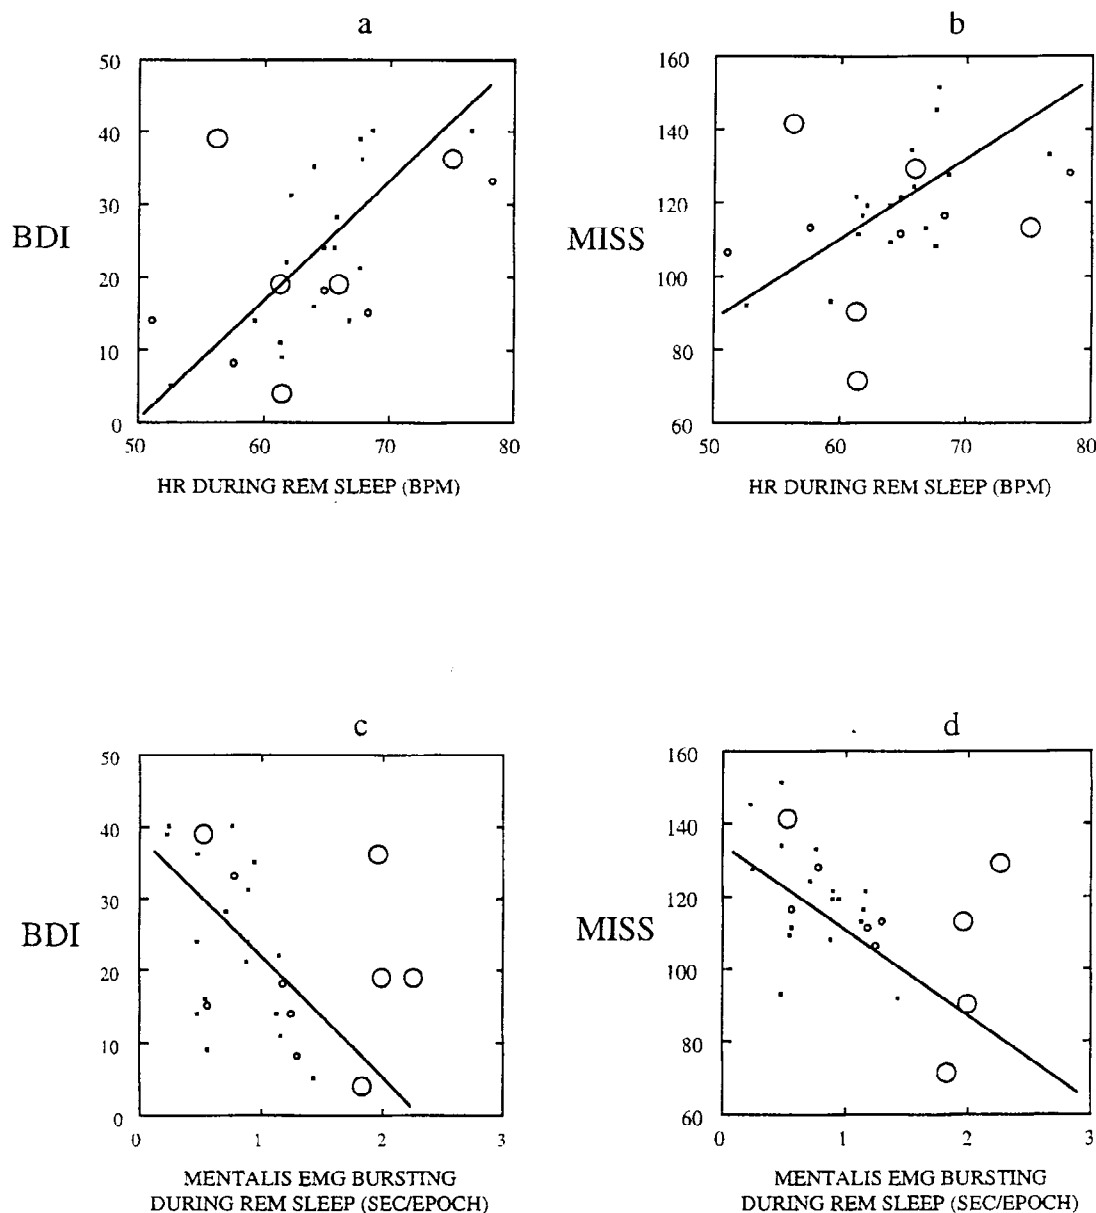 a
50
40
30
20
10
0
BDI
50
60
70
80
HR DURING REM SLEEP (BPM)
b
160
140
120
100
80
60
MISS
50
60
70
80
HR DURING REM SLEEP (BPM)
c
50
40
30
20
10
0
BDI
0
1
2
3
MENTALIS EMG BURSTING
DURING REM SLEEP (SEC/EPOCH)
d
160
140
120
100
80
60
MISS
0
1
2
3
MENTALIS EMG BURSTING
DURING REM SLEEP (SEC/EPOCH)